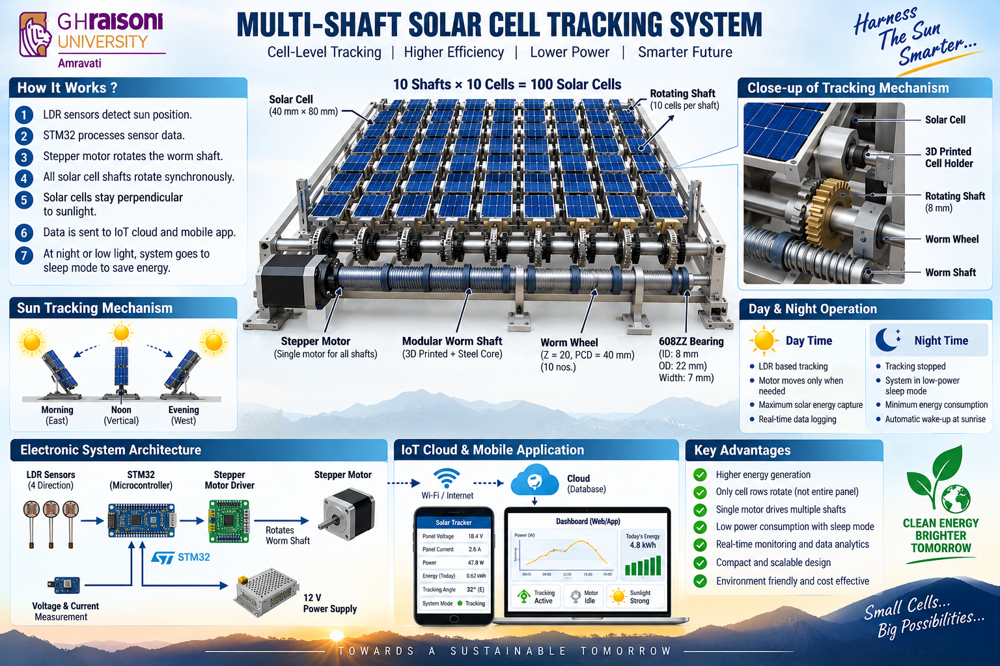 GHraisoni
UNIVERSITY
Amravati
MULTI-SHAFT SOLAR CELL TRACKING SYSTEM
Cell-Level Tracking | Higher Efficiency | Lower Power | Smarter Future
Harness
The Sun
Smarter...
How It Works ?
1 LDR sensors detect sun position.
2 STM32 processes sensor data.
3 Stepper motor rotates the worm shaft.
4 All solar cell shafts rotate synchronously.
5 Solar cells stay perpendicular
to sunlight.
6 Data is sent to IoT cloud and mobile app.
7 At night or low light, system goes to
sleep mode to save energy.
10 Shafts × 10 Cells = 100 Solar Cells
Solar Cell
(40 mm × 80 mm)
Rotating Shaft
(10 cells per shaft)
Stepper Motor
(Single motor for all shafts)
Modular Worm Shaft
(3D Printed + Steel Core)
Worm Wheel
(Z = 20, PCD = 40 mm)
(10 nos.)
608ZZ Bearing
(ID: 8 mm
OD: 22 mm)
Width: 7 mm)
Close-up of Tracking Mechanism
Solar Cell
3D Printed
Cell Holder
Rotating Shaft
(8 mm)
Worm Wheel
Worm Shaft
Sun Tracking Mechanism
Morning
(East)
Noon
(Vertical)
Evening
(West)
Day & Night Operation
Day Time
• LDR based tracking
• Motor moves only when
needed
• Maximum solar energy capture
• Real-time data logging
Night Time
• Tracking stopped
• System in low-power
sleep mode
• Minimum energy consumption
• Automatic wake-up at sunrise
Electronic System Architecture
LDR Sensors
(4 Direction)
STM32
(Microcontroller)
Stepper
Motor Driver
Stepper Motor
Rotates
Worm Shaft
ST STM32
Voltage & Current
Measurement
12 V
Power Supply
IoT Cloud & Mobile Application
Wi-Fi / Internet
Cloud
(Database)
Solar Tracker
Panel Voltage 18.4 V
Panel Current 2.6 A
Power 47.8 W
Energy (Today) 0.62 kWh
Tracking Angle 32° (E)
System Mode Tracking
Dashboard (Web/App)
Power (W)
06:00 09:00 12:00 15:00 18:00
Today's Energy
4.8 kWh
Tracking
Active
Motor
Idle
Sunlight
Strong
Key Advantages
Higher energy generation
Only cell rows rotate (not entire panel)
Single motor drives multiple shafts
Low power consumption with sleep mode
Real-time monitoring and data analytics
Compact and scalable design
Environment friendly and cost effective
CLEAN ENERGY
BRIGHTER
TOMORROW
Small Cells...
Big Possibilities...
TOWARDS A SUSTAINABLE TOMORROW